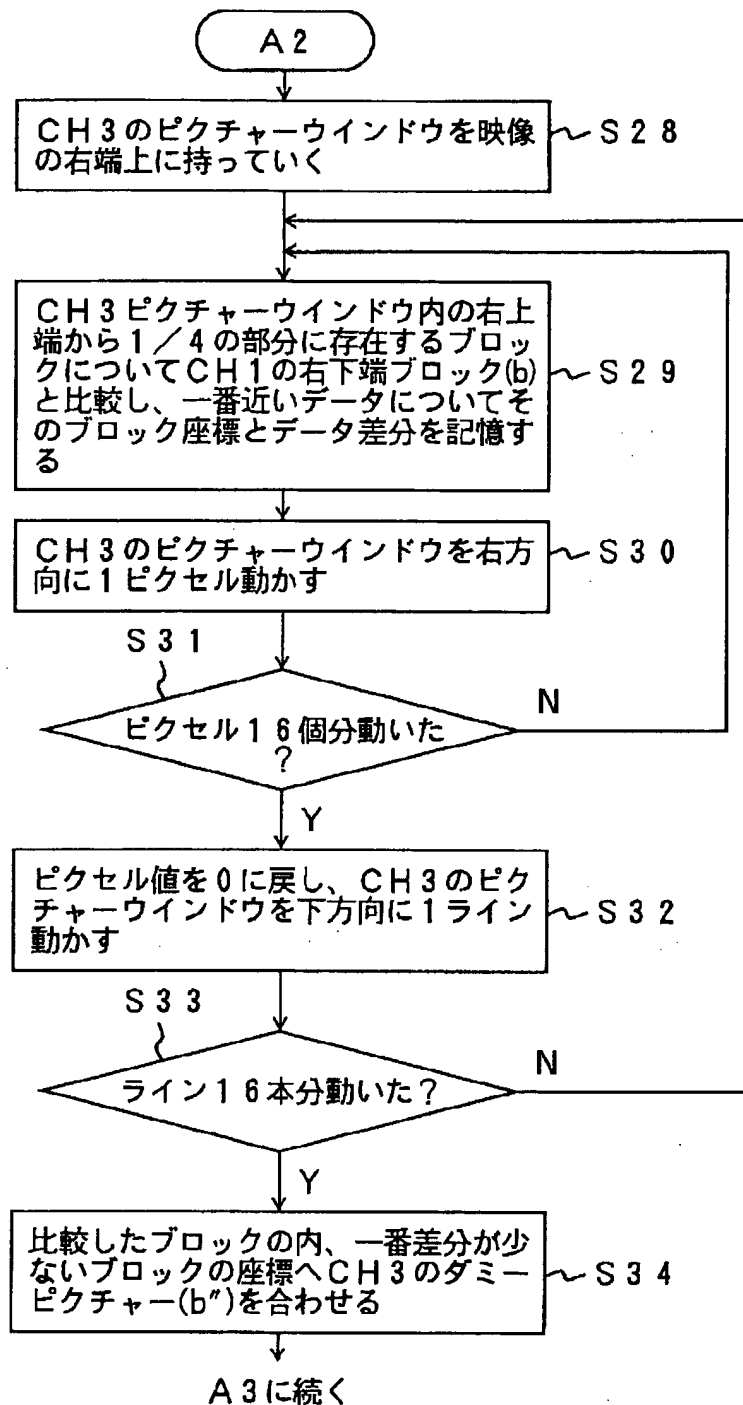 A2
CH3のピクチャーウインドウを映像
の右端上に持っていく
S28
CH3ピクチャーウインドウ内の右上
端から1/4の部分に存在するブロッ
クについてCH1の右下端ブロック(b)
と比較し、一番近いデータについてそ
のブロック座標とデータ差分を記憶す
る
S29
CH3のピクチャーウインドウを右方
向に1ピクセル動かす
S30
S31
ピクセル16個分動いた
?
N
Y
ピクセル値を0に戻し、CH3のピク
チャーウインドウを下方向に1ライン
動かす
S32
S33
ライン16本分動いた?
N
Y
比較したブロックの内、一番差分が少
ないブロックの座標へCH3のダミー
ピクチャー(b″)を合わせる
S34
A3に続く